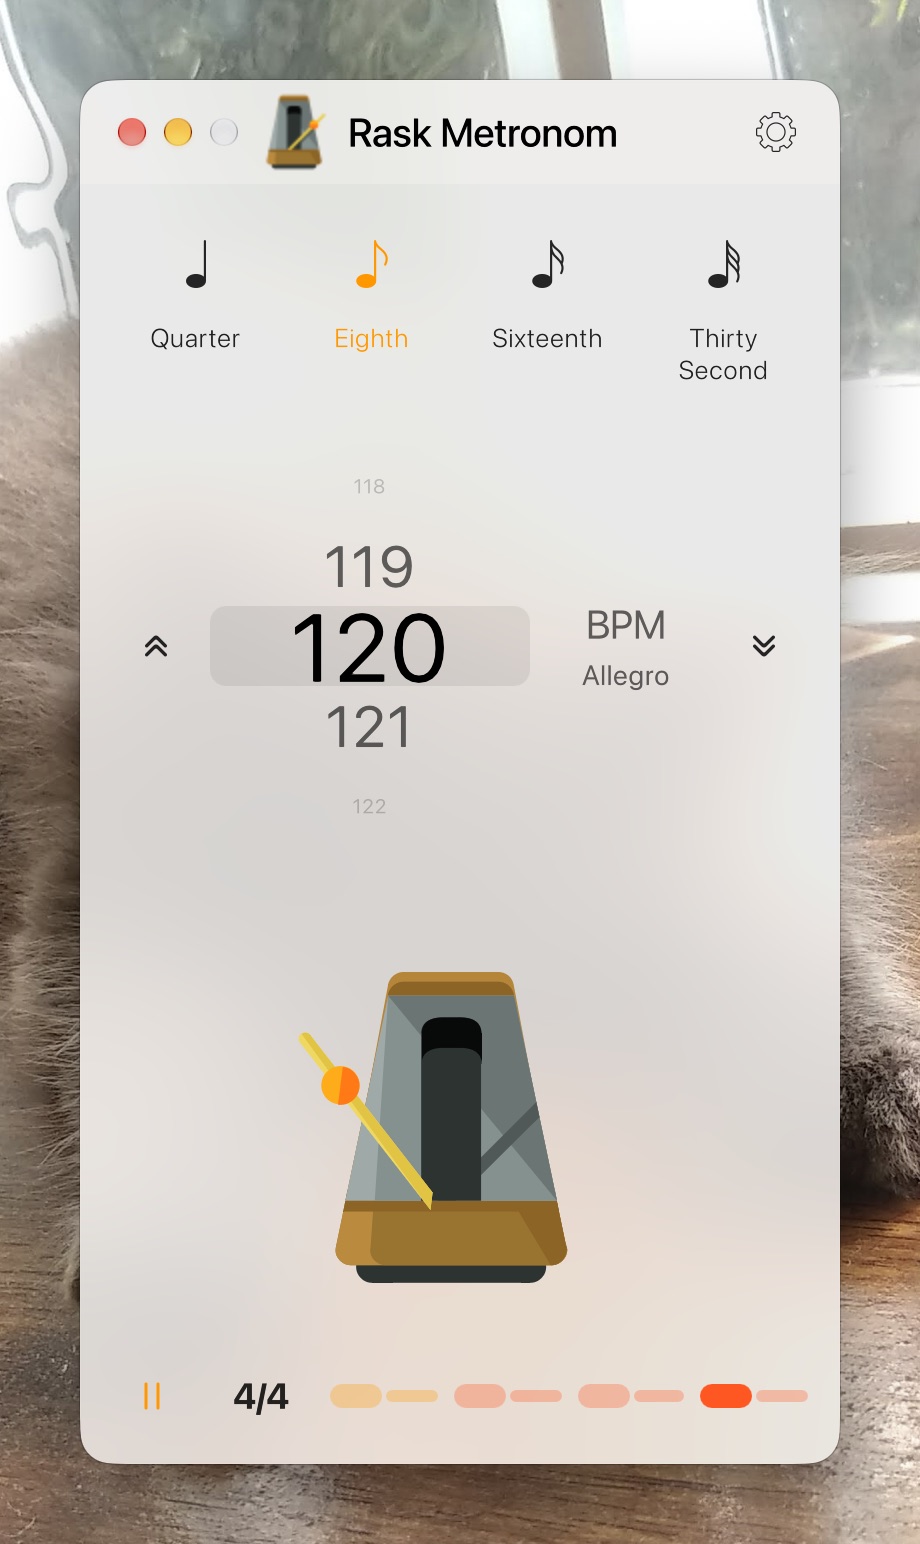 Rask Metronom
Quarter
Eighth
Sixteenth
Thirty
Second
118
119
120
BPM
Allegro
121
122
4/4